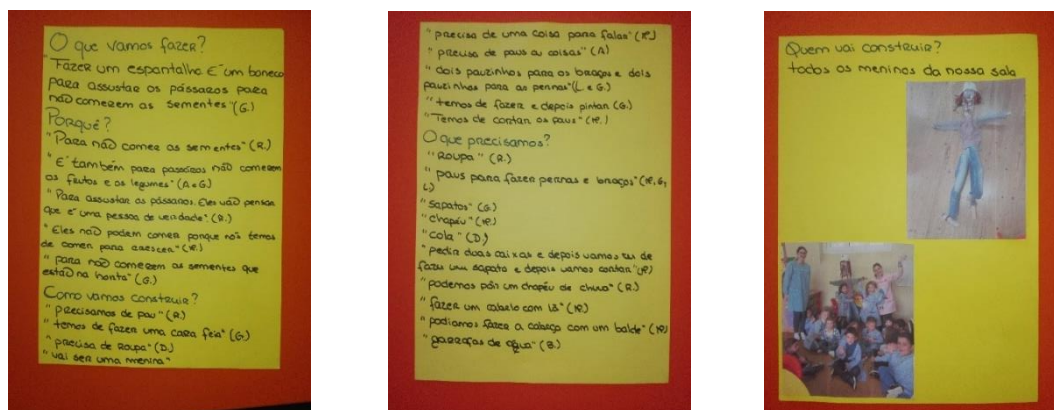 O que vamos fazer?
"Fazer um espantalho E' um boneco
para assustar os pássaros para
não comerem as sementes "(G.)
Porquê?
"Para não comer as sementes" (R.)
"E' também para pássaros não comerem
os frutos e os legumes" (A e G.)
"Para assustar os pássaros. Eles vão pensar
que é uma pessoa de verdade". (R.)
"Eles não podem comer porque nós temos
de comer para crescer" (M.)
"para não comerem as sementes que
estão na horta" (G.)
Como vamos construir?
"precisamos de pau" (R.)
"temos de fazer uma cara feia" (G.)
"precisa de Roupa" (D.)
"vai ser uma menina"
"precisa de uma coisa para falar" (M.)
"precisa de paus ou coisas" (A)
"dois pauzinhos para os braços e dois
pauzinhos para as pernas" (L. e G.)
"temos de fazer e depois pintar (G.)
"Temos de cortar os paus" (M.)
O que precisamos?
"Roupa" (R.)
"paus para fazer pernas e braços" (M, G,
L)
"sapatos" (G.)
"chapéu" (M.)
"cola" (D.)
"pedir duas caixas e depois vamos
fazer um sapato e depois vamos cortar" (M)
"podemos pôr um chapéu de chuva" (R.)
"fazer um cabelo com lã" (M.)
"podíamos fazer a cabeça com um balde" (M)
"garrafas de água" (B.)
Quem vai construir?
todos os meninos da nossa sala